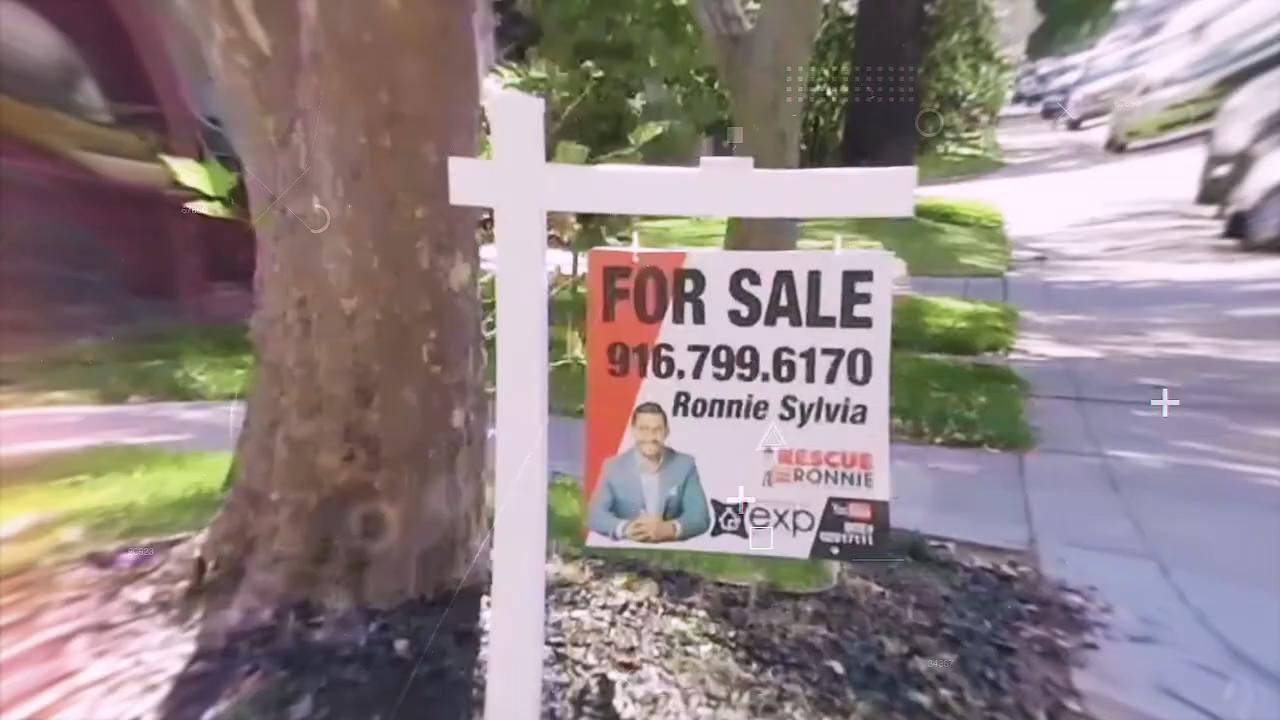 FOR SALE
916.799.6170
Ronnie Sylvia
RESCUE
RONNIE
exp